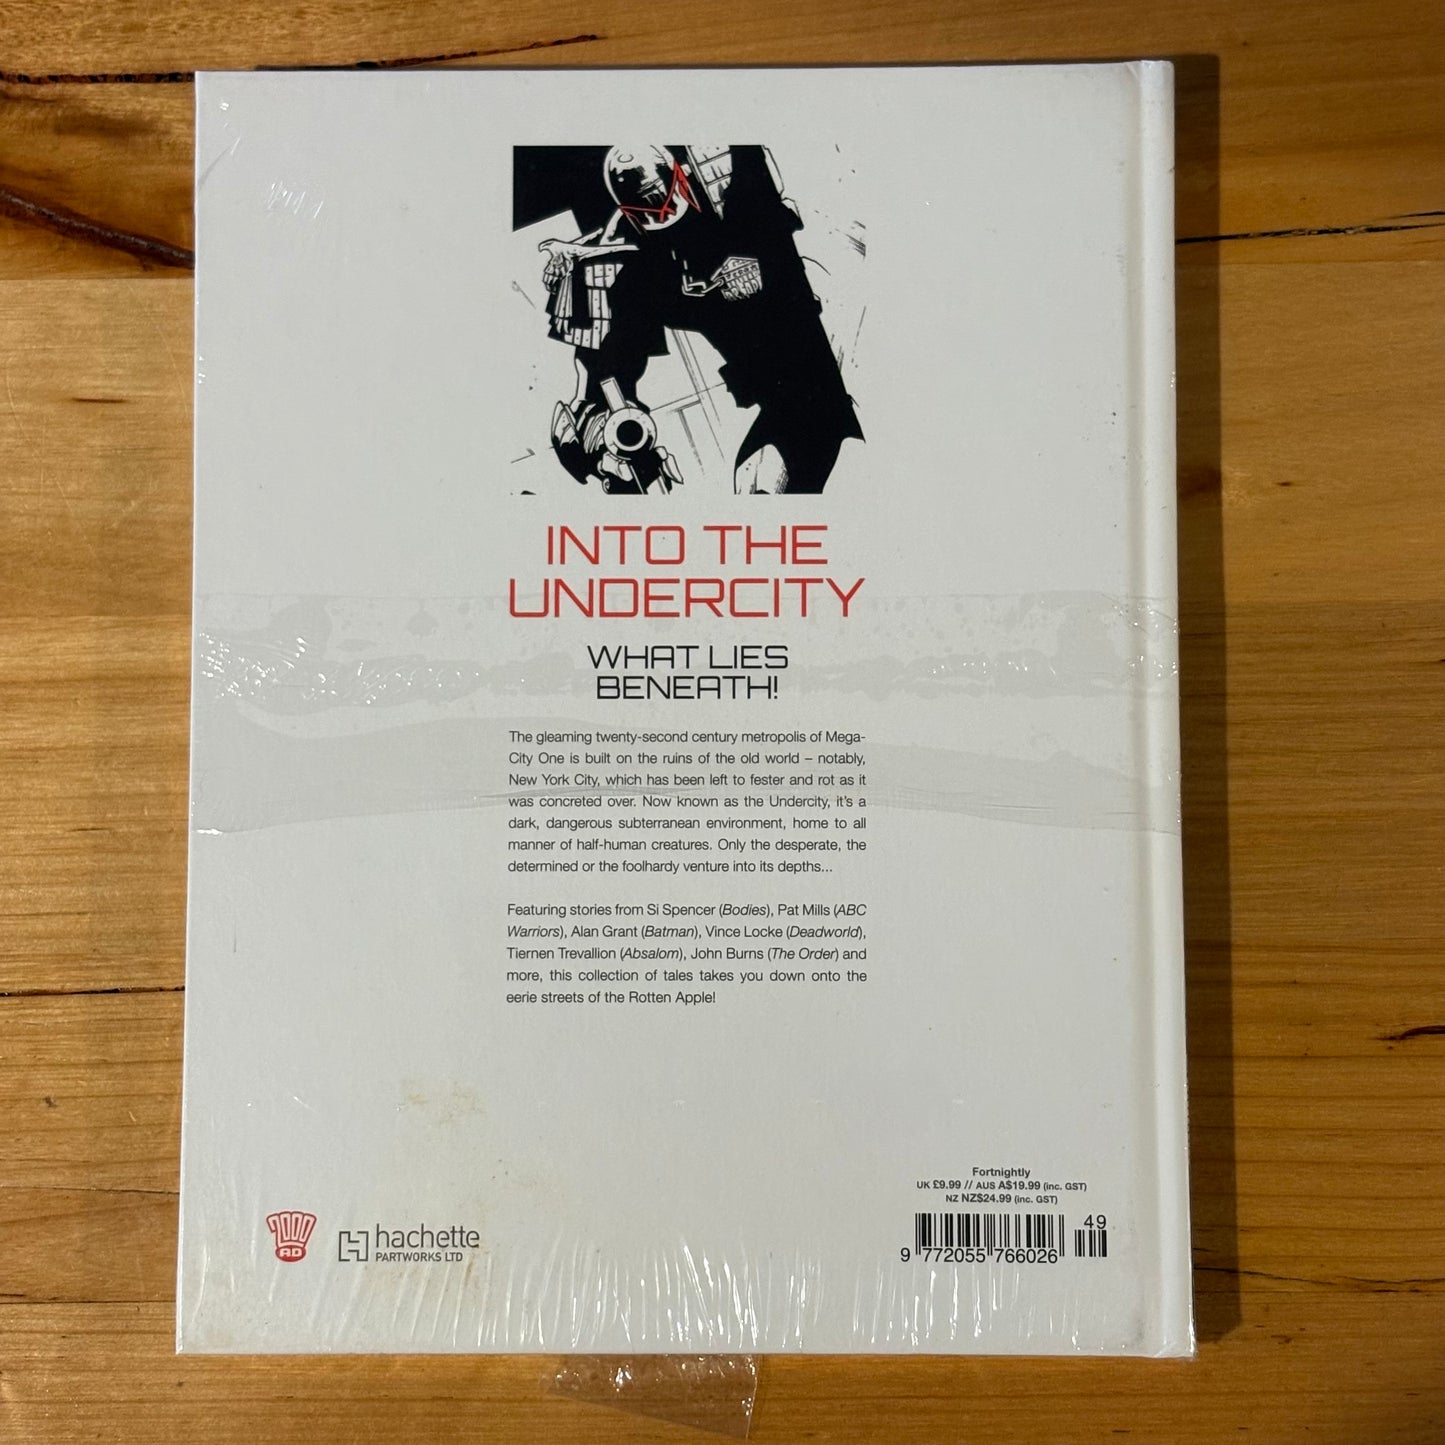 INTO THE
UNDERCITY
WHAT LIES
BENEATH!
The gleaming twenty-second century metropolis of Mega-
City One is built on the ruins of the old world – notably,
New York City, which has been left to fester and rot as it
was concreted over. Now known as the Undercity, it's a
dark, dangerous subterranean environment, home to all
manner of half-human creatures. Only the desperate, the
determined or the foolhardy venture into its depths...
Featuring stories from Si Spencer (Bodies), Pat Mills (ABC
Warriors), Alan Grant (Batman), Vince Locke (Deadworld),
Tiernen Trevallion (Absalom), John Burns (The Order) and
more, this collection of tales takes you down onto the
eerie streets of the Rotten Apple!
Fortnightly
UK £9.99 // AUS A$19.99 (inc. GST)
NZ NZ$24.99 (inc. GST)
49
9 772055 766026
2000
AD
hachette
PARTWORKS LTD